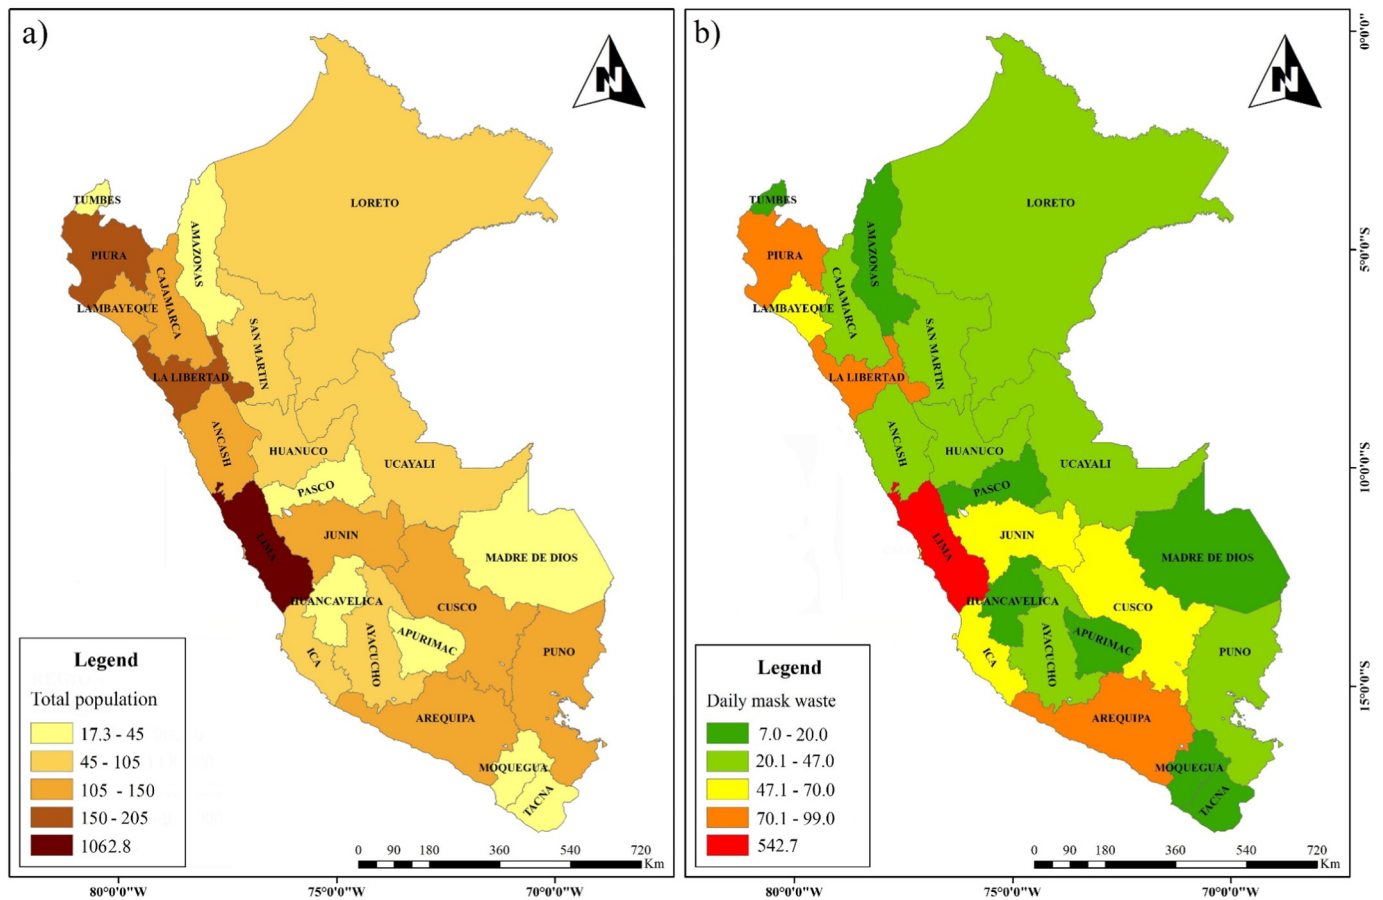 a)
N
LORETO
TUMBES
AMAZONAS
PIURA
CAJAMARCA
LAMBAYEQUE
SAN MARTIN
LA LIBERTAD
ANCASH
HUANUCO
UCAYALI
PASCO
LIMA
JUNIN
MADRE DE DIOS
HUANCAVELICA
CUSCO
APURIMAC
AYACUCHO
ICA
PUNO
AREQUIPA
MOQUEGUA
TACNA
Legend
Total population
17.3 - 45
45 - 105
105 - 150
150 - 205
1062.8
0 90 180 360 540 720
Km
80°0'0"W 75°0'0"W 70°0'0"W
b)
N
LORETO
TUMBES
AMAZONAS
PIURA
CAJAMARCA
LAMBAYEQUE
SAN MARTIN
LA LIBERTAD
ANCASH
HUANUCO
UCAYALI
PASCO
LIMA
JUNIN
MADRE DE DIOS
HUANCAVELICA
CUSCO
APURIMAC
AYACUCHO
ICA
PUNO
AREQUIPA
MOQUEGUA
TACNA
Legend
Daily mask waste
7.0 - 20.0
20.1 - 47.0
47.1 - 70.0
70.1 - 99.0
542.7
0 90 180 360 540 720
Km
80°0'0"W 75°0'0"W 70°0'0"W
0°0'0"
5°0'0"S
10°0'0"S
15°0'0"S